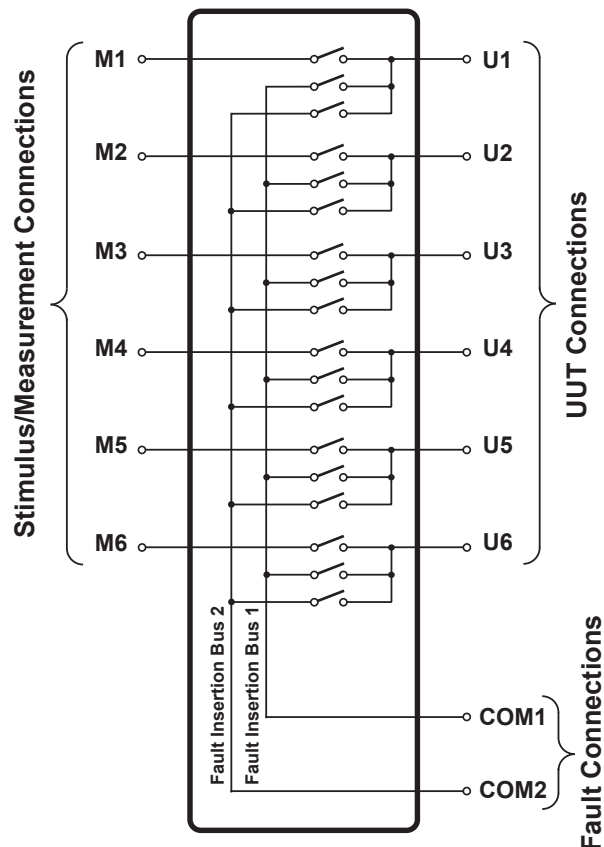 Stimulus/Measurement Connections
M1
M2
M3
M4
M5
M6
U1
U2
U3
U4
U5
U6
UUT Connections
Fault Insertion Bus 2
Fault Insertion Bus 1
COM1
COM2
Fault Connections